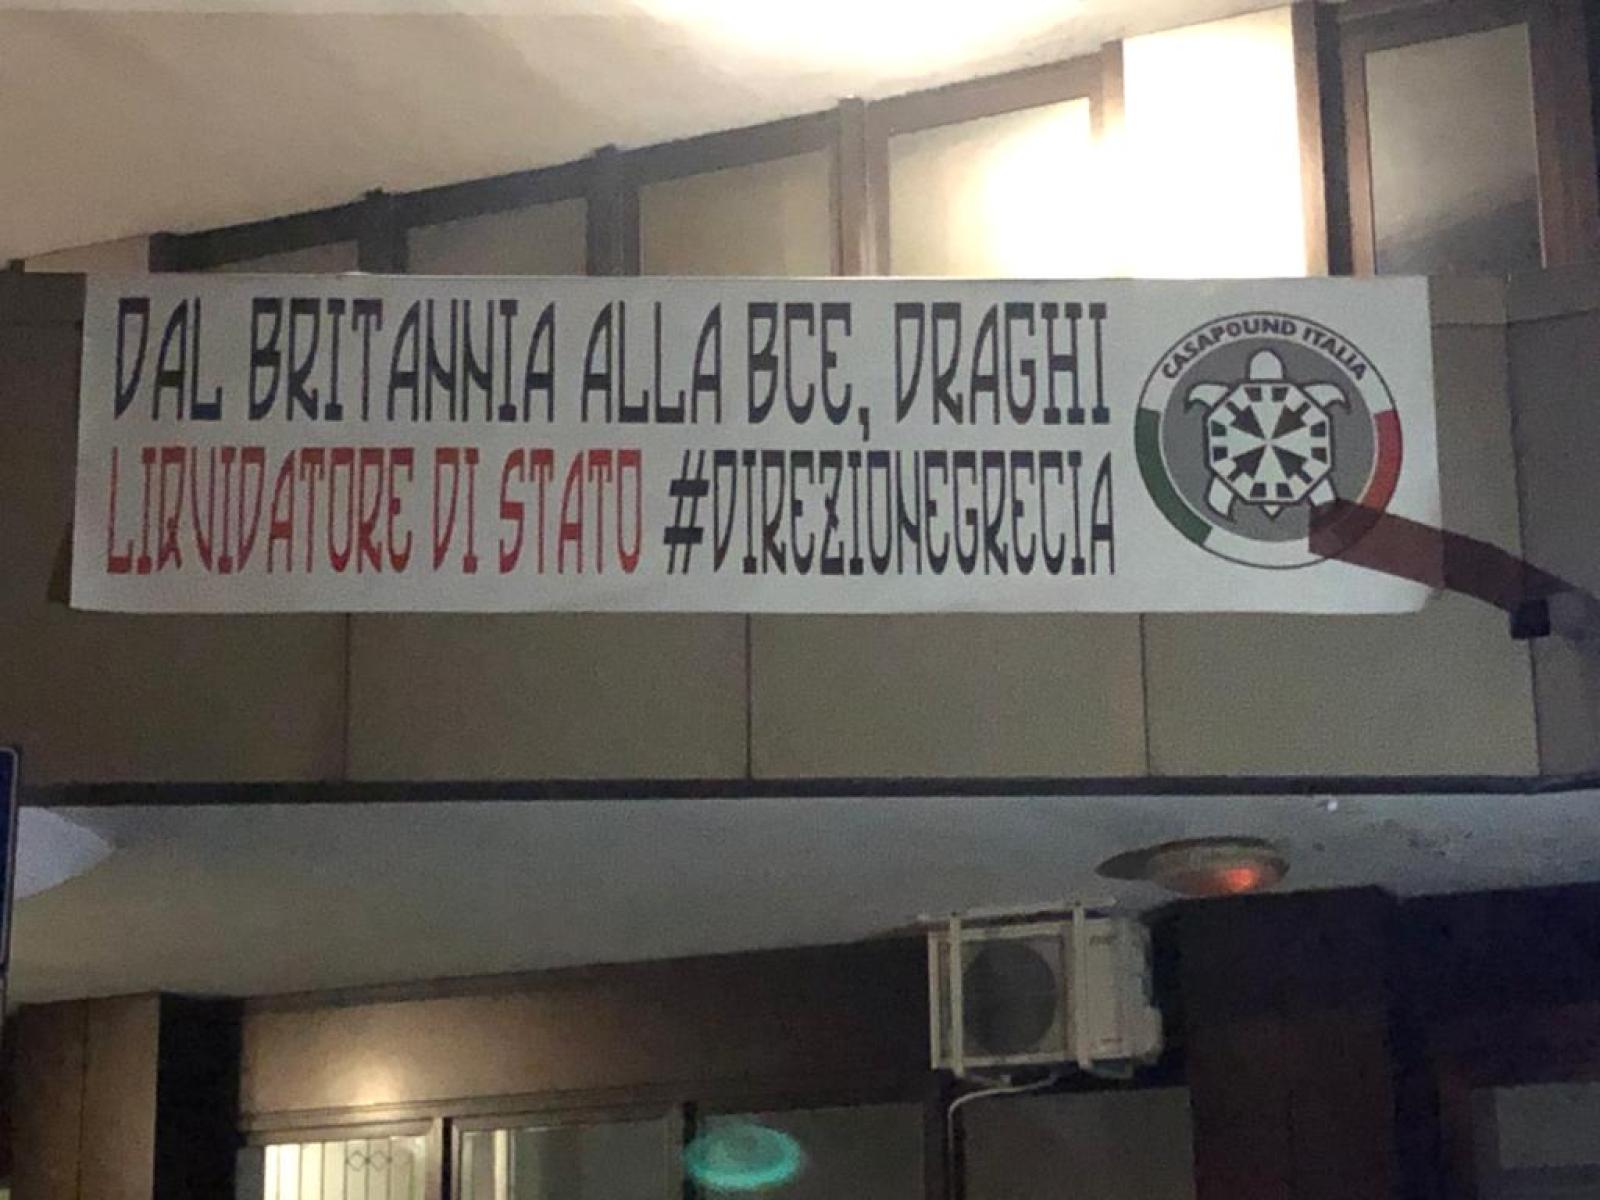 DAL BRITANNIA ALLA BCE, DRAGHI
LIQUIDATORE DI STATO #DIREZIONEGRECIA
CASAPOUND ITALIA